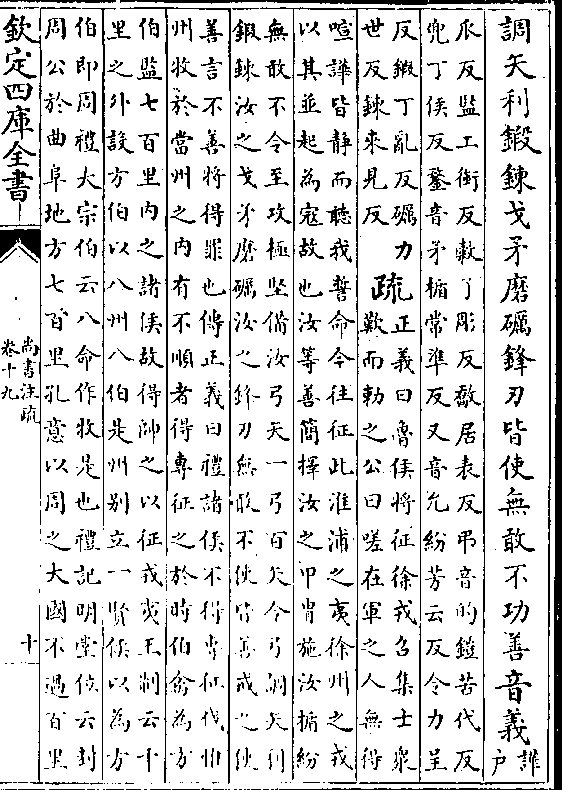 調矢利鍛錬戈矛磨礪鋒刃皆使無敢不功善音義譁
戶
爪反監工銜反敹了彫反敿居表反弔音的鎧苦代反
兜丁侯反鍪音矛楯常準反又音允紛芳云反令力呈
反鍛丁亂反礪力
世反錬來見反
疏
正義曰魯侯將征徐戎召集士衆
歎而勅之公曰嗟在軍之人無得
喧譁皆静而聽我誓命今往征此淮浦之夷徐州之戎
以其並起為寇故也汝等善簡擇汝之甲冑施汝楯紛
無敢不令至攻極堅備汝弓矢一弓百矢令弓調矢利
鍛錬汝之戈矛磨礪汝之鋒刃無敢不使皆善戒之使
善言不善將得罪也傳正義曰禮諸侯不得專征伐惟
州牧於當州之内有不順者得專征之於時伯禽為方
伯監七百里内之諸侯故得帥之以征戎夷王制云千
里之外設方伯以八州八伯是州别立一賢侯以為方
伯即周禮大宗伯云八命作牧是也禮記明堂位云封
周公於曲阜地方七百里孔意以周之大國不過百里
欽定四庫全書
尚書注疏
卷十九
十